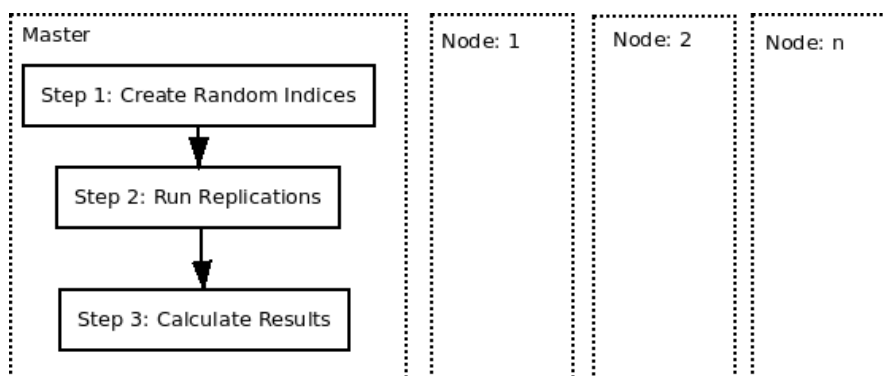 Master
Step 1: Create Random Indices
Step 2: Run Replications
Step 3: Calculate Results
Node: 1
Node: 2
Node: n